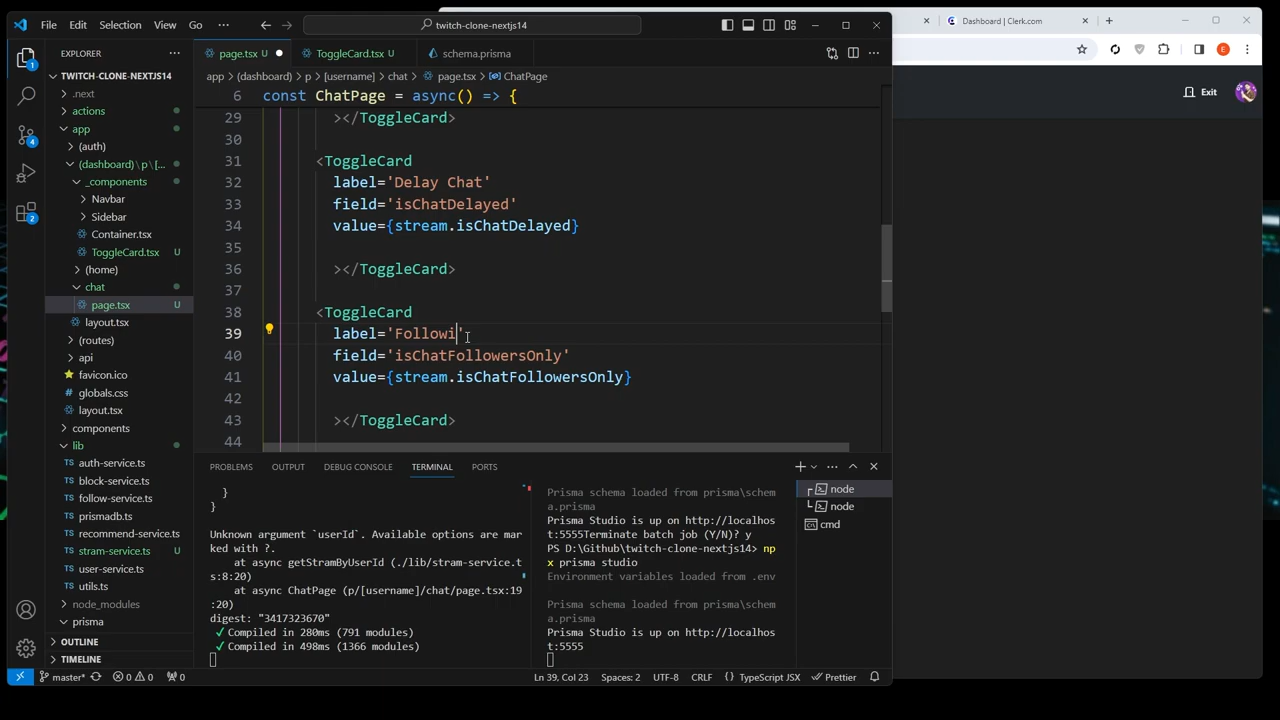 File Edit Selection View Go ··· twitch-clone-nextjs14
Dashboard | Clerk.com
EXPLORER
page.tsx U
ToggleCard.tsx U
schema.prisma
TWITCH-CLONE-NEXTJS14
app > (dashboard) > p > [username] > chat > page.tsx > ChatPage
Exit
.next
actions
app
(auth)
(dashboard) \ p \ [...
_components
Navbar
Sidebar
Container.tsx
ToggleCard.tsx U
(home)
chat
page.tsx U
layout.tsx
(routes)
api
favicon.ico
globals.css
layout.tsx
components
lib
auth-service.ts
block-service.ts
follow-service.ts
prismadb.ts
recommend-service.ts
stram-service.ts U
user-service.ts
utils.ts
node_modules
prisma
OUTLINE
TIMELINE
6 const ChatPage = async() => {
29 ></ToggleCard>
30
31 <ToggleCard
32 label='Delay Chat'
33 field='isChatDelayed'
34 value={stream.isChatDelayed}
35
36 ></ToggleCard>
37
38 <ToggleCard
39 label='Followi'
40 field='isChatFollowersOnly'
41 value={stream.isChatFollowersOnly}
42
43 ></ToggleCard>
44
PROBLEMS OUTPUT DEBUG CONSOLE TERMINAL PORTS
}
}
Unknown argument `userId`. Available options are mar
ked with ?.
at async getStramByUserId (./lib/stram-service.t
s:8:20)
at async ChatPage (p/[username]/chat/page.tsx:19
:20)
digest: "3417323670"
✓ Compiled in 280ms (791 modules)
✓ Compiled in 498ms (1366 modules)
Prisma schema loaded from prisma\schem
a.prisma
Prisma Studio is up on http://localhos
t:5555Terminate batch job (Y/N)? y
PS D:\Github\twitch-clone-nextjs14> np
x prisma studio
Environment variables loaded from .env
Prisma schema loaded from prisma\schem
a.prisma
Prisma Studio is up on http://localhos
t:5555
node
node
cmd
master* 0 0 0 Ln 39, Col 23 Spaces: 2 UTF-8 CRLF {} TypeScript JSX Prettier